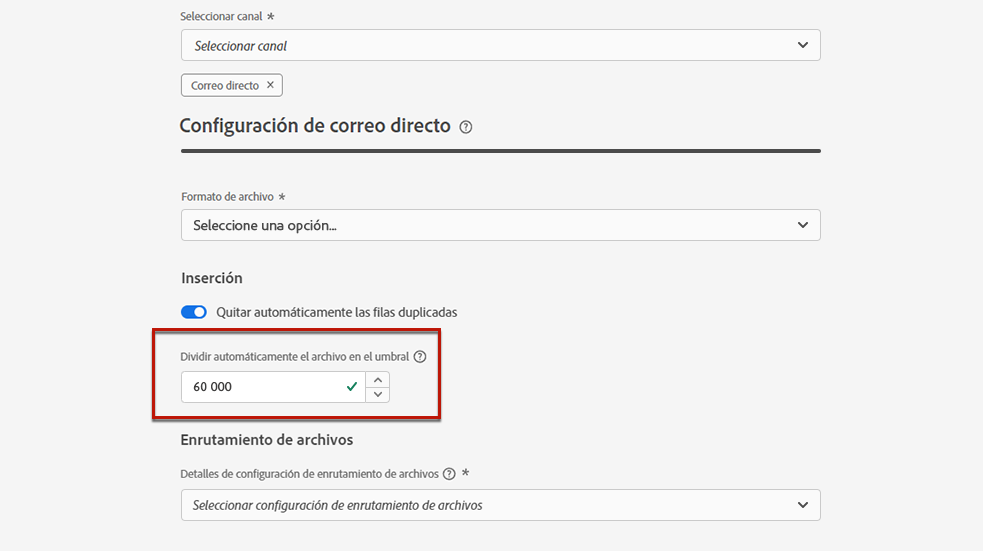 Seleccionar canal *
Seleccionar canal
Correo directo ×
Configuración de correo directo ?
Formato de archivo *
Seleccione una opción...
Inserción
Quitar automáticamente las filas duplicadas
Dividir automáticamente el archivo en el umbral ?
60 000
Enrutamiento de archivos
Detalles de configuración de enrutamiento de archivos ? *
Seleccionar configuración de enrutamiento de archivos